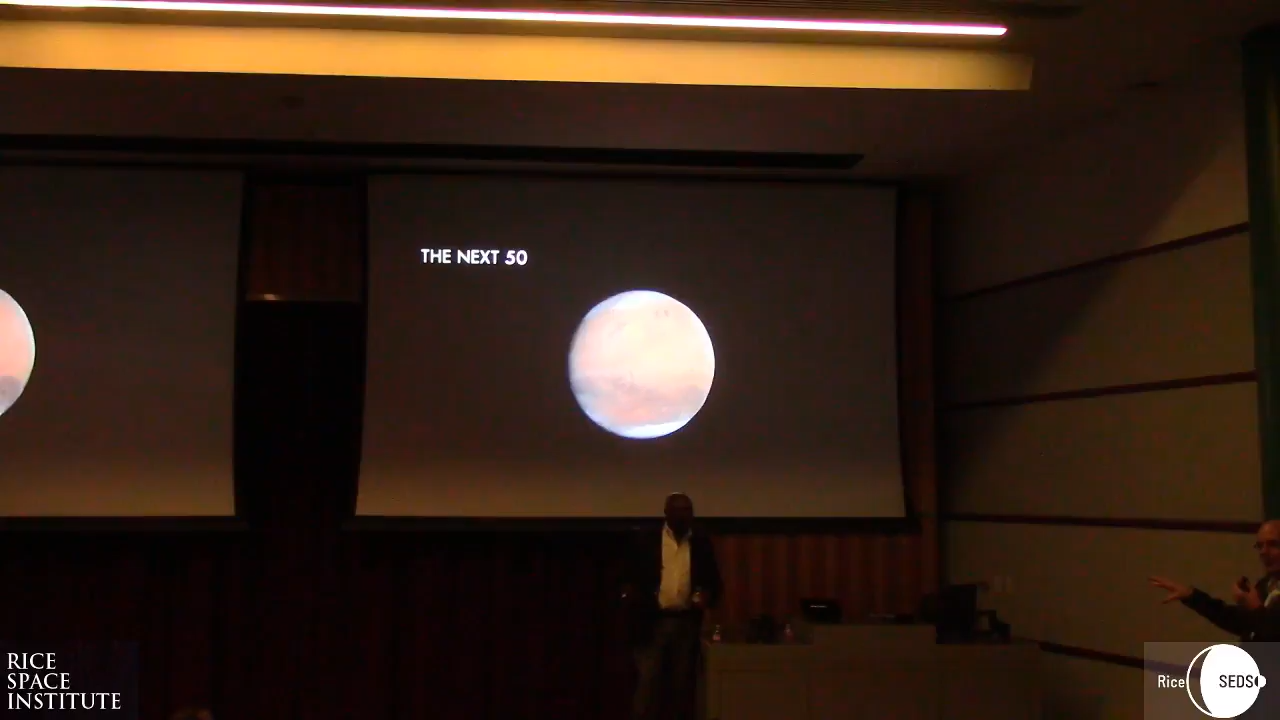 THE NEXT 50
RICE
SPACE
INSTITUTE
Rice SEDS